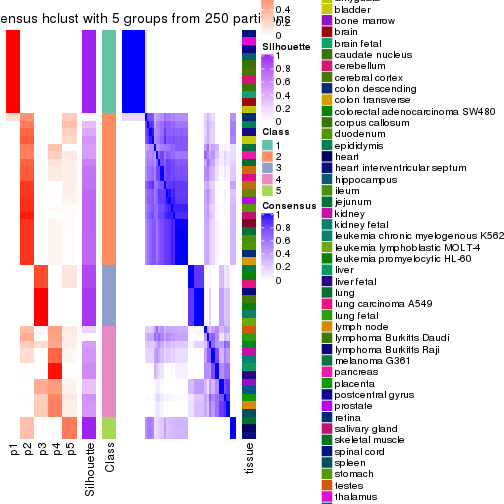 ensus hclust with 5 groups from 250 partitions
0.4
0.2
0
Silhouette
1
0.8
0.6
0.4
0.2
0
Class
1
2
3
4
5
Consensus
1
0.8
0.6
0.4
0.2
0
p1
p2
p3
p4
p5
Silhouette
Class
tissue
amygdala
bladder
bone marrow
brain
brain fetal
caudate nucleus
cerebellum
cerebral cortex
colon descending
colon transverse
colorectal adenocarcinoma SW480
corpus callosum
duodenum
epididymis
heart
heart interventricular septum
hippocampus
ileum
jejunum
kidney
kidney fetal
leukemia chronic myelogenous K562
leukemia lymphoblastic MOLT-4
leukemia promyelocytic HL-60
liver
liver fetal
lung
lung carcinoma A549
lung fetal
lymph node
lymphoma Burkitts Daudi
lymphoma Burkitts Raji
melanoma G361
pancreas
placenta
postcentral gyrus
prostate
retina
salivary gland
skeletal muscle
spinal cord
spleen
stomach
testes
thalamus